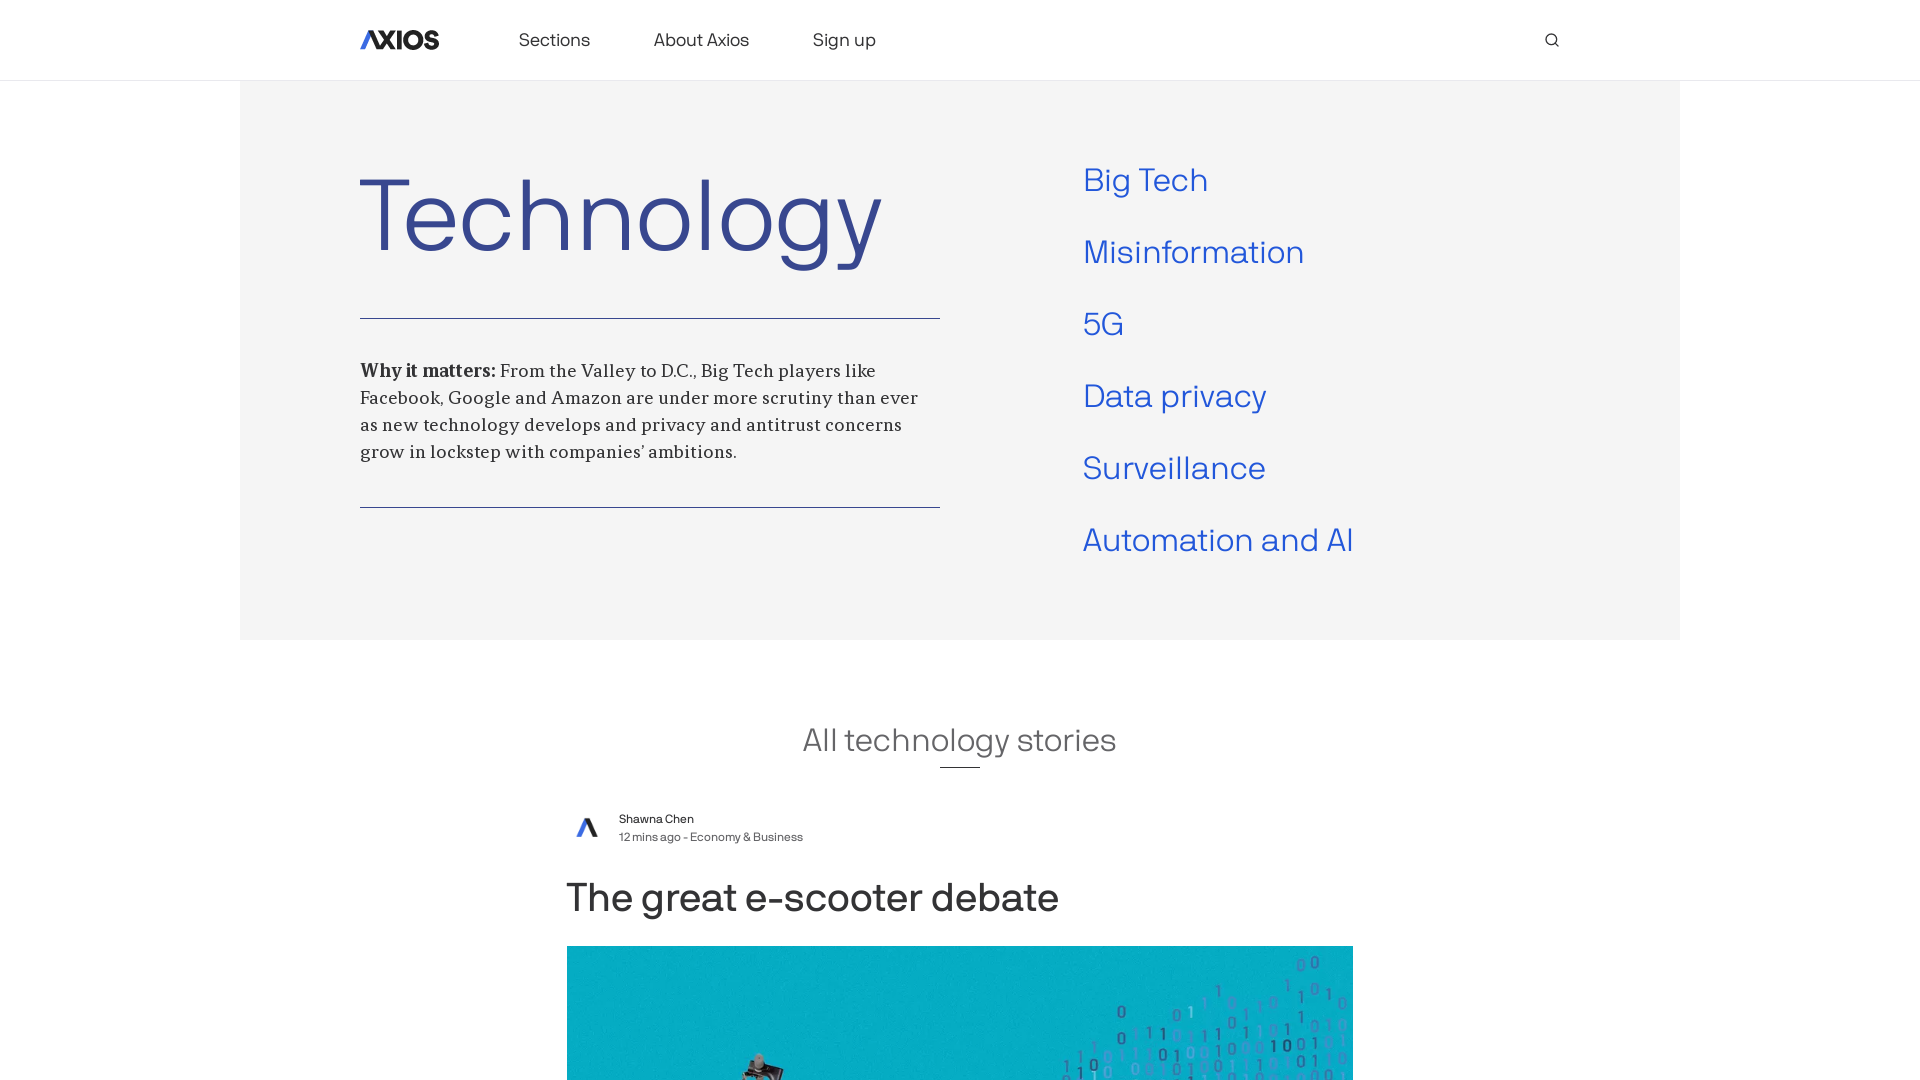 AXIOS
Sections
About Axios
Sign up
Technology
Why it matters: From the Valley to D.C., Big Tech players like
Facebook, Google and Amazon are under more scrutiny than ever
as new technology develops and privacy and antitrust concerns
grow in lockstep with companies’ ambitions.
Big Tech
Misinformation
5G
Data privacy
Surveillance
Automation and AI
All technology stories
Shawna Chen
12 mins ago - Economy & Business
The great e-scooter debate